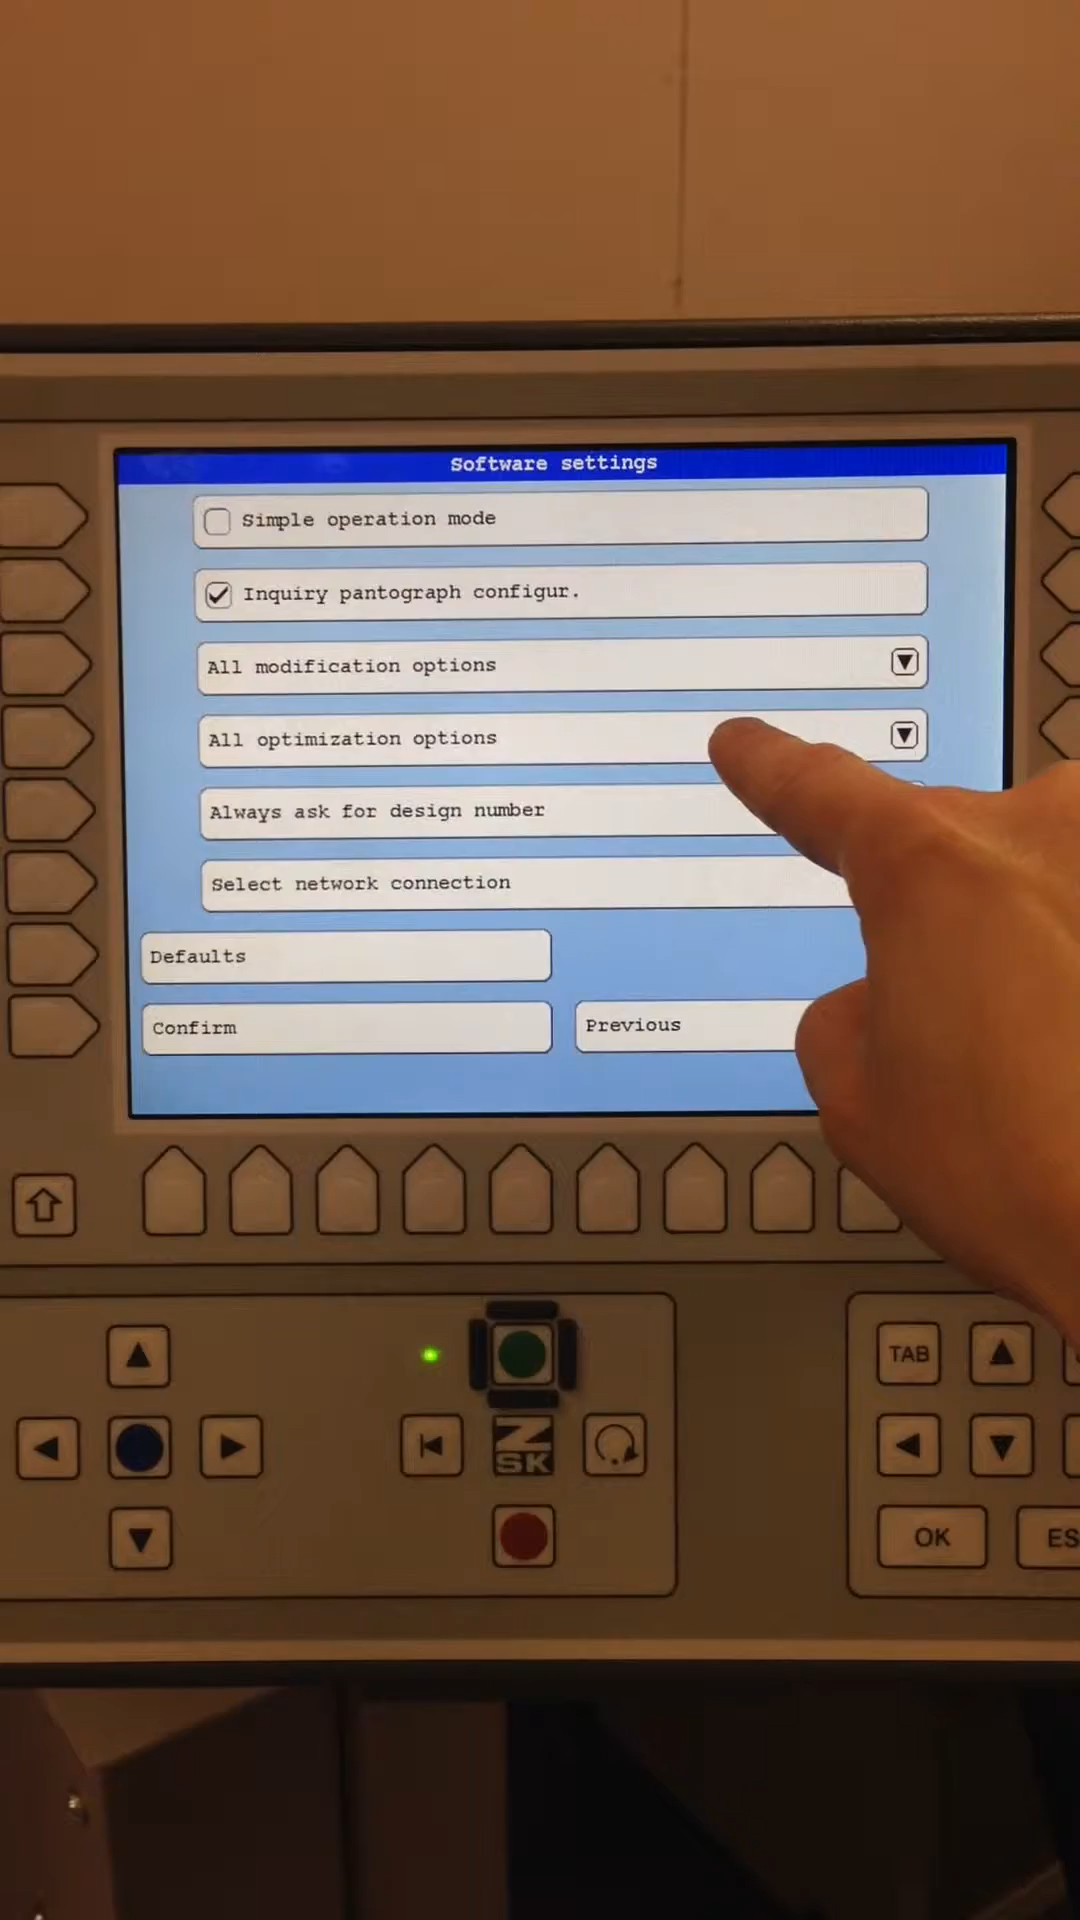 Software settings
Simple operation mode
Inquiry pantograph configur.
All modification options
All optimization options
Always ask for design number
Select network connection
Defaults
Confirm
Previous
TAB
ZSK
OK
ES